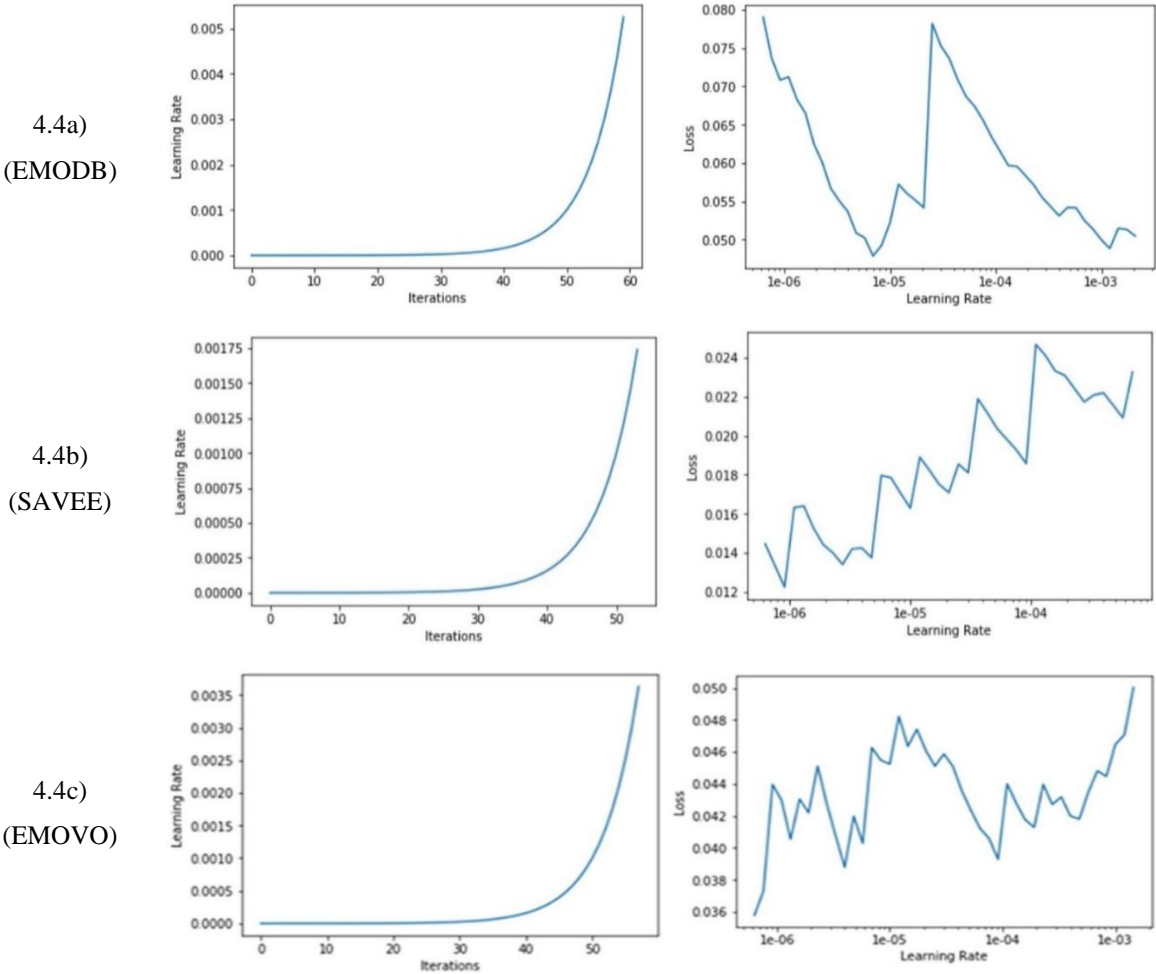 4.4a)
(EMODB)
0.005
0.004
0.003
0.002
0.001
0.000
Learning Rate
0 10 20 30 40 50 60
Iterations
0.080
0.075
0.070
0.065
0.060
0.055
0.050
Loss
1e-06 1e-05 1e-04 1e-03
Learning Rate
4.4b)
(SAVEE)
0.00175
0.00150
0.00125
0.00100
0.00075
0.00050
0.00025
0.00000
Learning Rate
0 10 20 30 40 50
Iterations
0.024
0.022
0.020
0.018
0.016
0.014
0.012
Loss
1e-06 1e-05 1e-04
Learning Rate
4.4c)
(EMOVO)
0.0035
0.0030
0.0025
0.0020
0.0015
0.0010
0.0005
0.0000
Learning Rate
0 10 20 30 40 50
Iterations
0.050
0.048
0.046
0.044
0.042
0.040
0.038
0.036
Loss
1e-06 1e-05 1e-04 1e-03
Learning Rate